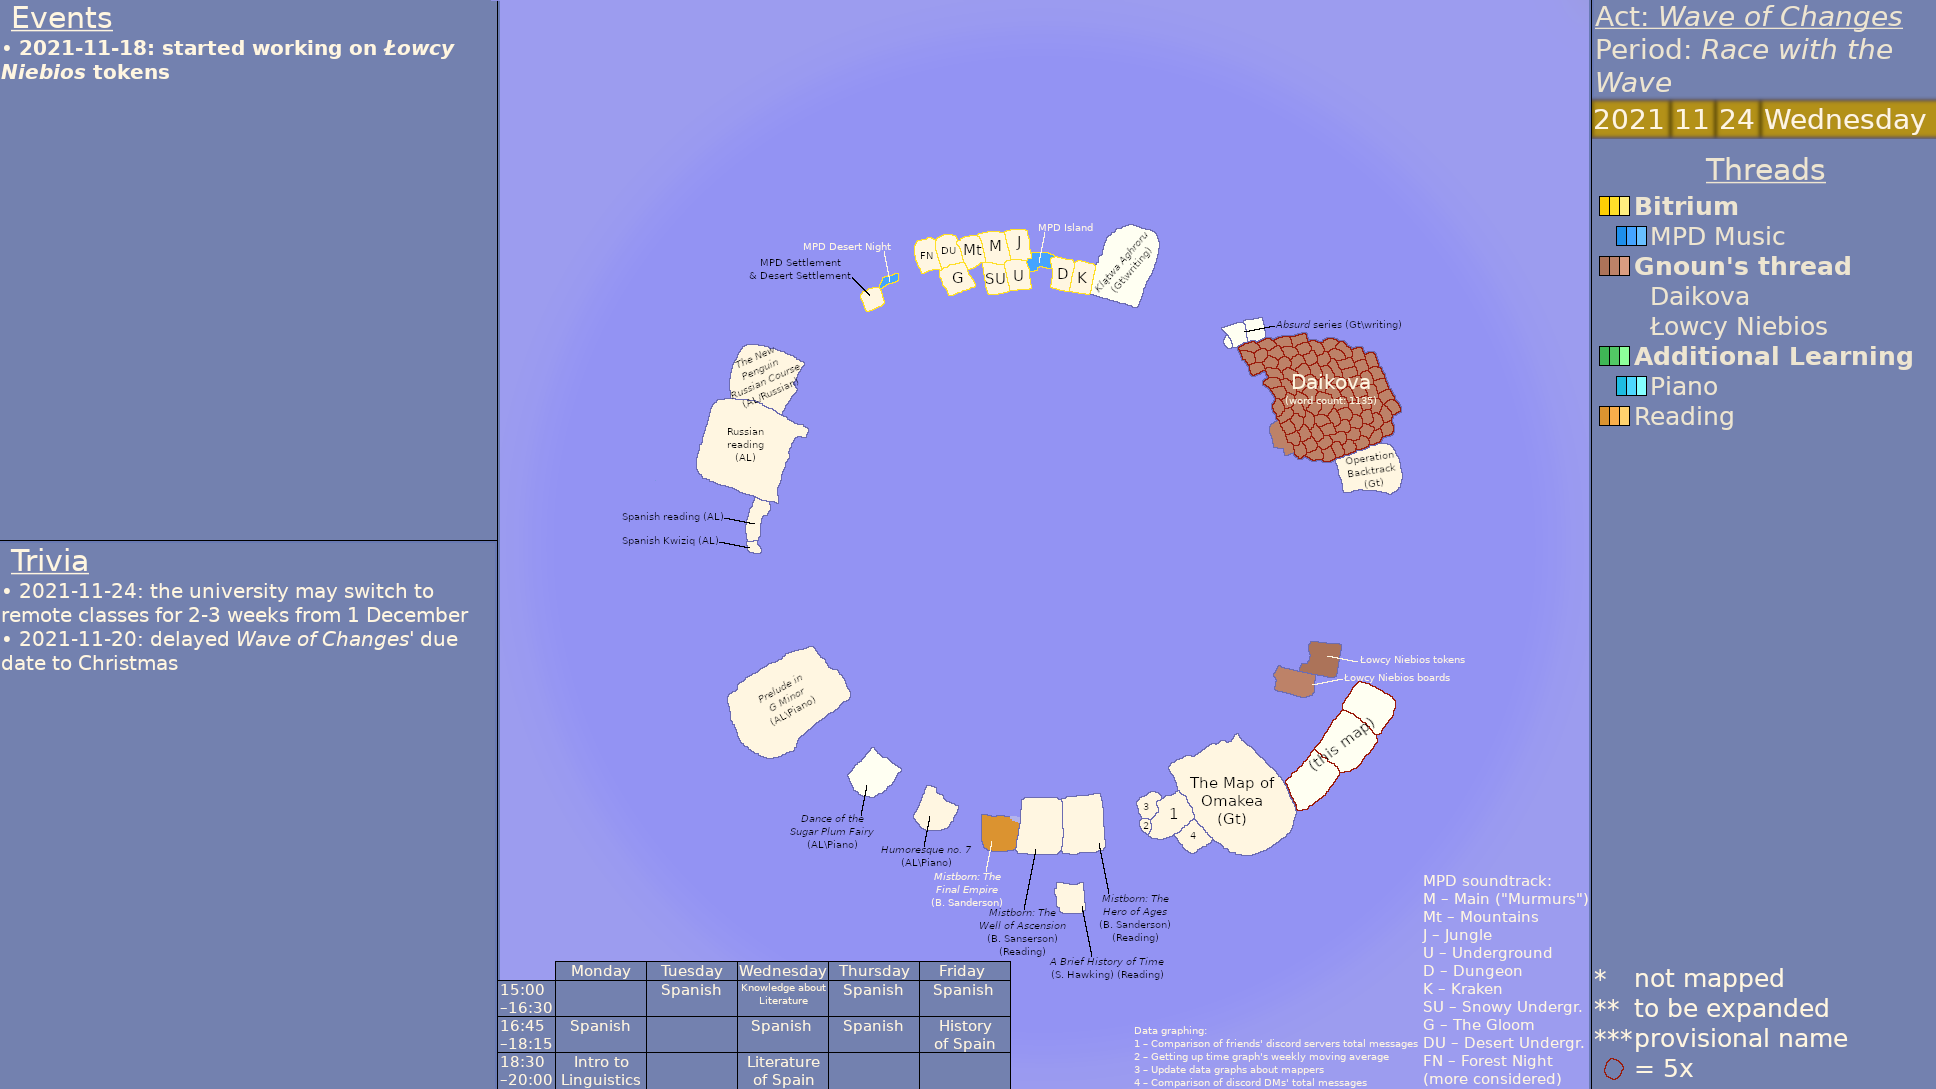 Events
• 2021-11-18: started working on Łowcy
Niebios tokens
Trivia
• 2021-11-24: the university may switch to
remote classes for 2-3 weeks from 1 December
• 2021-11-20: delayed Wave of Changes' due
date to Christmas
MPD Desert Night
MPD Settlement
& Desert Settlement
FN
DU
Mt
M
J
G
SU
U
MPD Island
D
K
Klątwa Aghroru
(Gt\writing)
Absurd series (Gt\writing)
Daikova
(word count: 1135)
Operation
Backtrack
(Gt)
The New
Penguin
Russian Course
(AL\Russian)
Russian
reading
(AL)
Spanish reading (AL)
Spanish Kwiziq (AL)
Prelude in
G Minor
(AL\Piano)
Dance of the
Sugar Plum Fairy
(AL\Piano)
Humoresque no. 7
(AL\Piano)
Mistborn: The
Final Empire
(B. Sanderson)
Mistborn: The
Well of Ascension
(B. Sanserson)
(Reading)
Mistborn: The
Hero of Ages
(B. Sanderson)
(Reading)
A Brief History of Time
(S. Hawking) (Reading)
3
2
1
4
The Map of
Omakea
(Gt)
(this map)
Łowcy Niebios tokens
Łowcy Niebios boards
Monday Tuesday Wednesday Thursday Friday
15:00
–16:30
Spanish
Knowledge about
Literature
Spanish
Spanish
16:45
–18:15
Spanish
Spanish
Spanish
History
of Spain
18:30
–20:00
Intro to
Linguistics
Literature
of Spain
Data graphing:
1 – Comparison of friends' discord servers total messages
2 – Getting up time graph's weekly moving average
3 – Update data graphs about mappers
4 – Comparison of discord DMs' total messages
MPD soundtrack:
M – Main ("Murmurs")
Mt – Mountains
J – Jungle
U – Underground
D – Dungeon
K – Kraken
SU – Snowy Undergr.
G – The Gloom
DU – Desert Undergr.
FN – Forest Night
(more considered)
Act: Wave of Changes
Period: Race with the
Wave
2021 11 24 Wednesday
Threads
Bitrium
MPD Music
Gnoun's thread
Daikova
Łowcy Niebios
Additional Learning
Piano
Reading
* not mapped
** to be expanded
*** provisional name
= 5x